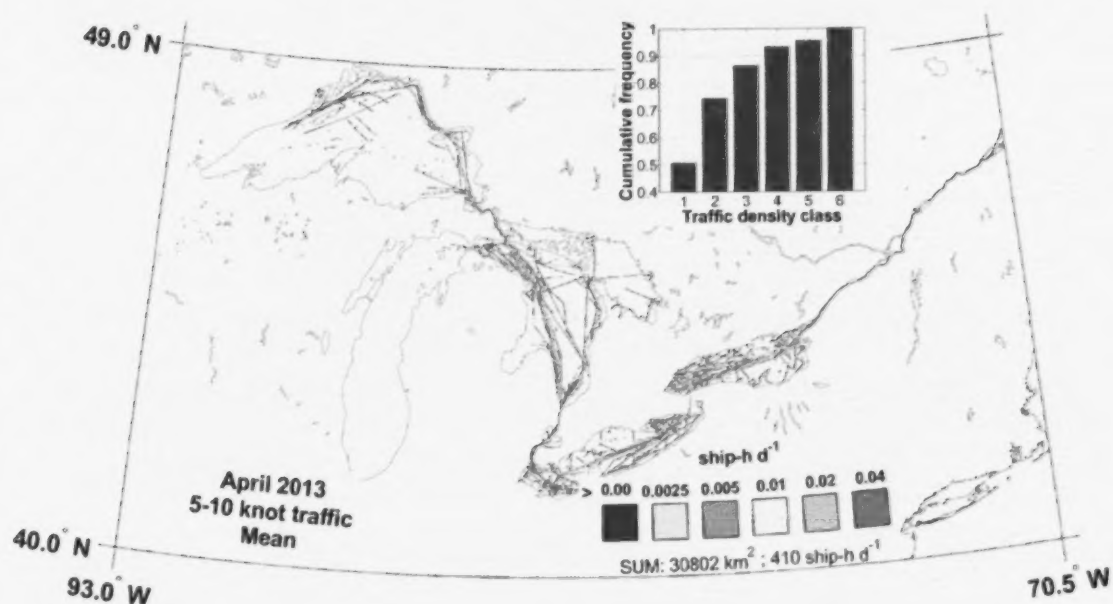 49.0° N
1
0.9
0.8
0.7
0.6
0.5
0.4
Cumulative frequency
1 2 3 4 5 6
Traffic density class
April 2013
5-10 knot traffic
Mean
ship-h d⁻¹
> 0.00 0.0025 0.005 0.01 0.02 0.04
SUM: 30802 km² ; 410 ship-h d⁻¹
40.0° N
93.0° W
70.5° W